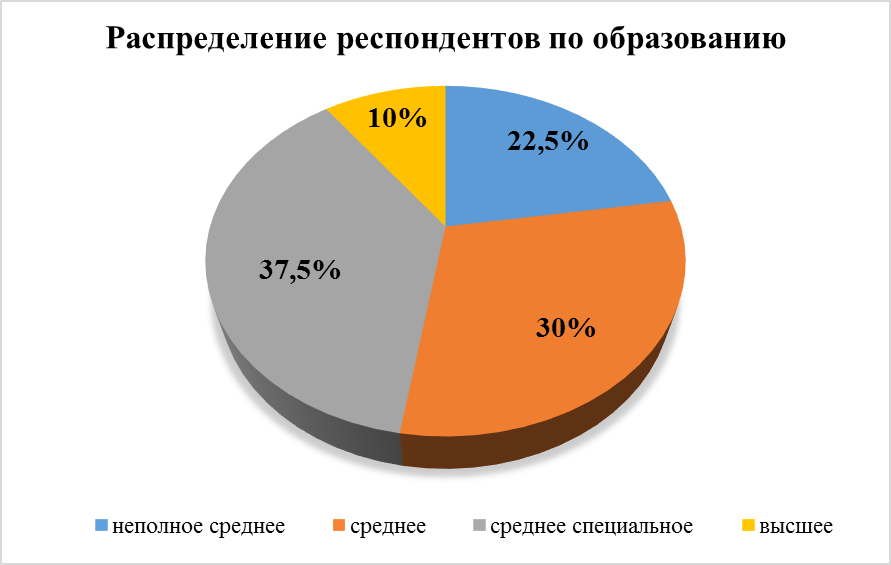 Распределение респондентов по образованию
10%
22,5%
37,5%
30%
неполное среднее
среднее
среднее специальное
высшее